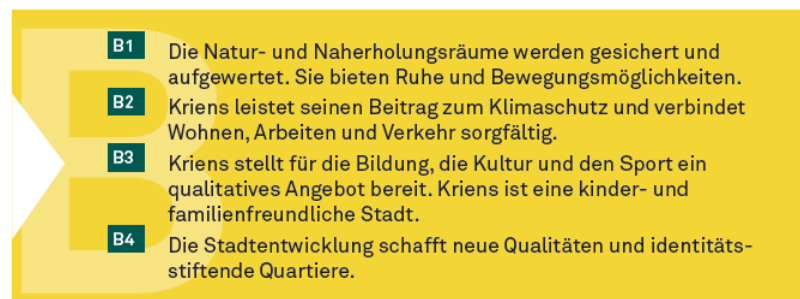 B1 Die Natur- und Naherholungsräume werden gesichert und
aufgewertet. Sie bieten Ruhe und Bewegungsmöglichkeiten.
B2 Kriens leistet seinen Beitrag zum Klimaschutz und verbindet
Wohnen, Arbeiten und Verkehr sorgfältig.
B3 Kriens stellt für die Bildung, die Kultur und den Sport ein
qualitatives Angebot bereit. Kriens ist eine kinder- und
familienfreundliche Stadt.
B4 Die Stadtentwicklung schafft neue Qualitäten und identitäts-
stiftende Quartiere.
B